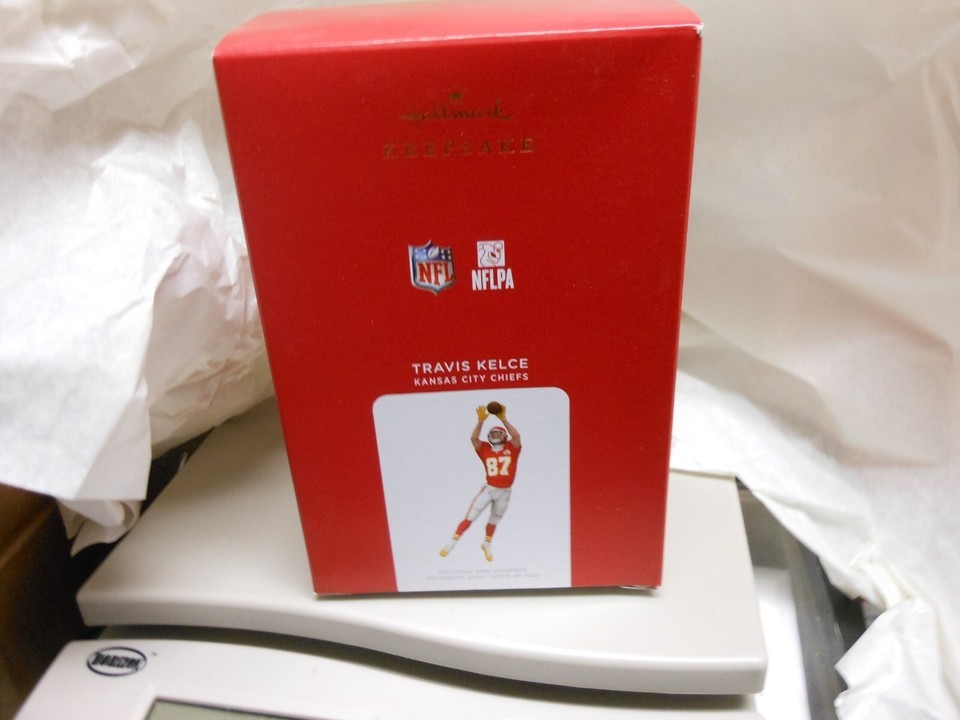 Hallmark
KEEPSAKE
NFL
NFLPA
TRAVIS KELCE
KANSAS CITY CHIEFS
87